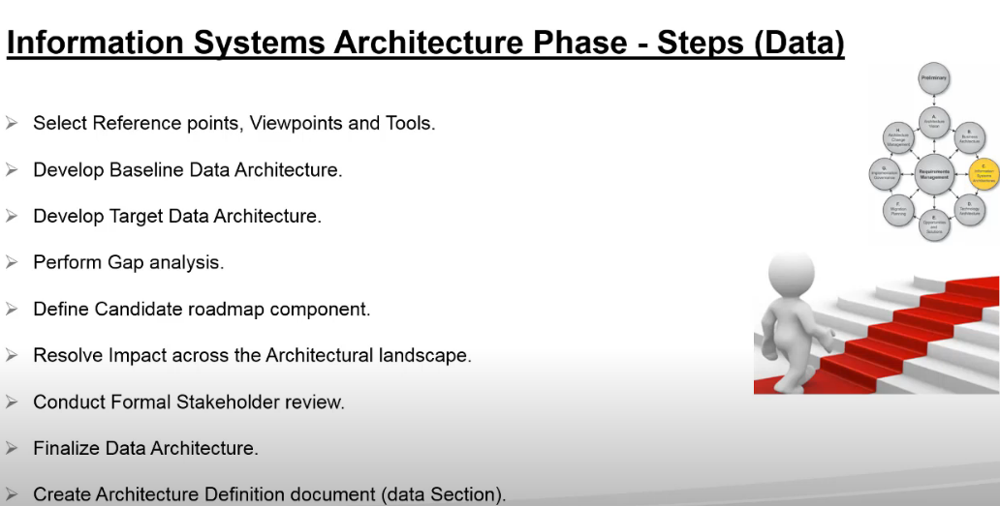 Information Systems Architecture Phase - Steps (Data)
Select Reference points, Viewpoints and Tools.
Develop Baseline Data Architecture.
Develop Target Data Architecture.
Perform Gap analysis.
Define Candidate roadmap component.
Resolve Impact across the Architectural landscape.
Conduct Formal Stakeholder review.
Finalize Data Architecture.
Create Architecture Definition document (data Section).
Preliminary
A.
Architecture
Vision
H.
Architecture
Change
Management
B.
Business
Architecture
G.
Implementation
Governance
Requirements
Management
C.
Information
Systems
Architectures
F.
Migration
Planning
D.
Technology
Architecture
E.
Opportunities
and
Solutions